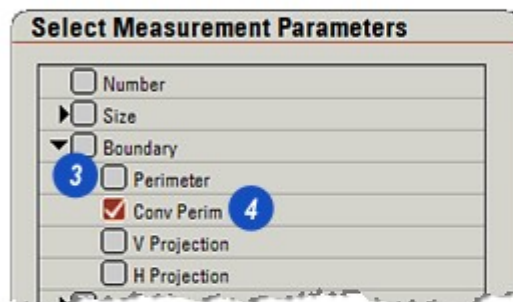 Select Measurement Parameters
Number
Size
Boundary
3 Perimeter
Conv Perim 4
V Projection
H Projection